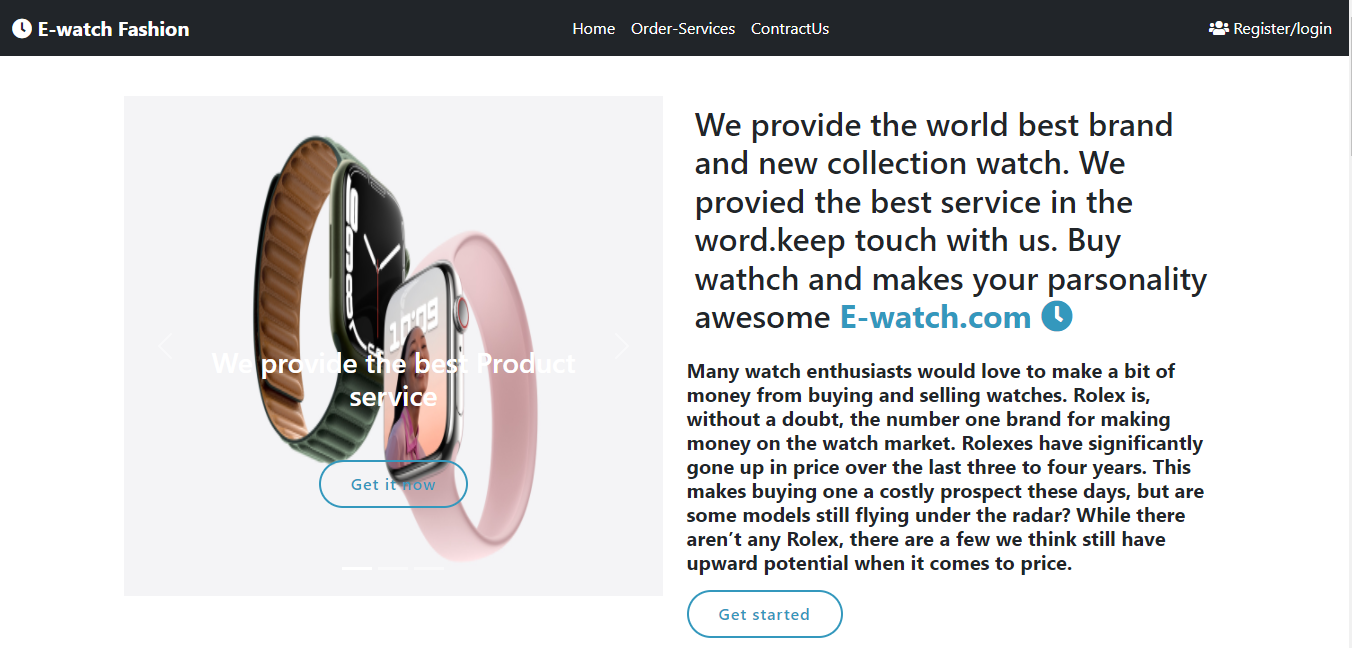 E-watch Fashion
Home Order-Services ContractUs
Register/login
We provide the best Product
service
Get it now
10:09
We provide the world best brand
and new collection watch. We
provied the best service in the
word.keep touch with us. Buy
wathch and makes your parsonality
awesome E-watch.com
Many watch enthusiasts would love to make a bit of
money from buying and selling watches. Rolex is,
without a doubt, the number one brand for making
money on the watch market. Rolexes have significantly
gone up in price over the last three to four years. This
makes buying one a costly prospect these days, but are
some models still flying under the radar? While there
aren’t any Rolex, there are a few we think still have
upward potential when it comes to price.
Get started